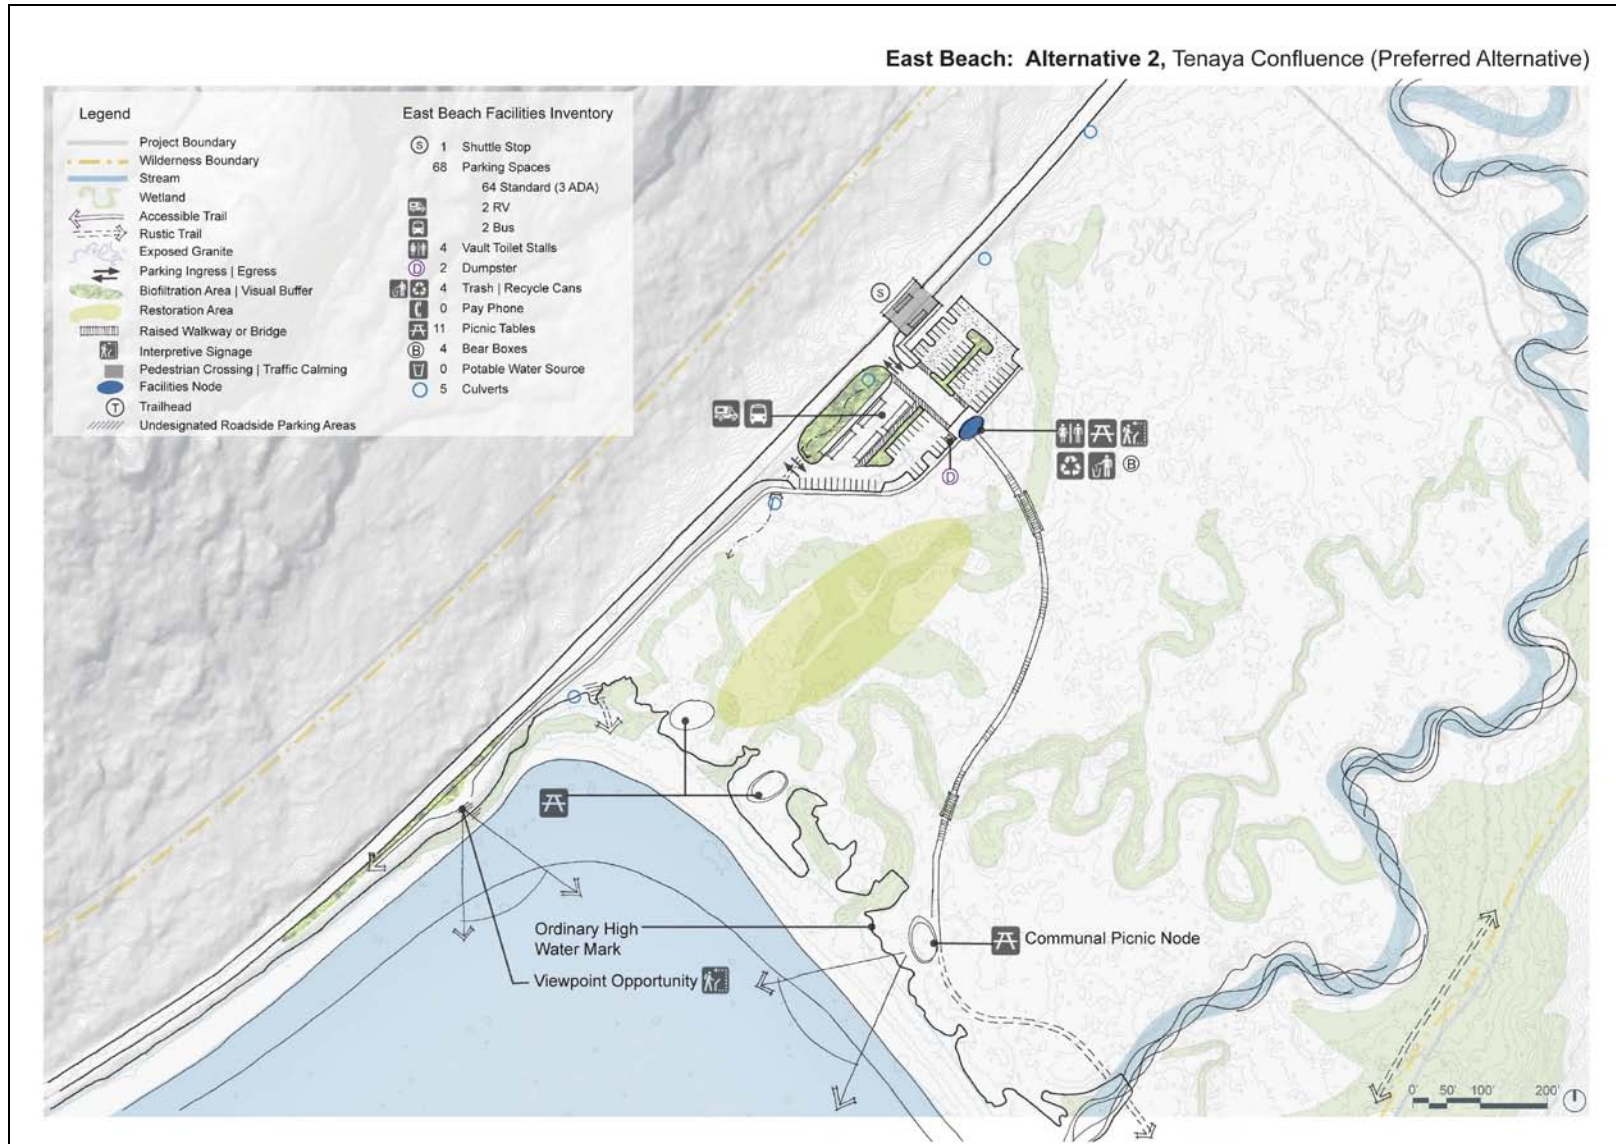 East Beach: Alternative 2, Tenaya Confluence (Preferred Alternative)
Legend
Project Boundary
Wilderness Boundary
Stream
Wetland
Accessible Trail
Rustic Trail
Exposed Granite
Parking Ingress | Egress
Biofiltration Area | Visual Buffer
Restoration Area
Raised Walkway or Bridge
Interpretive Signage
Pedestrian Crossing | Traffic Calming
Facilities Node
T Trailhead
Undesignated Roadside Parking Areas
East Beach Facilities Inventory
S 1 Shuttle Stop
68 Parking Spaces
64 Standard (3 ADA)
2 RV
2 Bus
4 Vault Toilet Stalls
D 2 Dumpster
4 Trash | Recycle Cans
0 Pay Phone
11 Picnic Tables
B 4 Bear Boxes
0 Potable Water Source
5 Culverts
S
B
D
Ordinary High
Water Mark
Viewpoint Opportunity
Communal Picnic Node
0' 50' 100' 200'